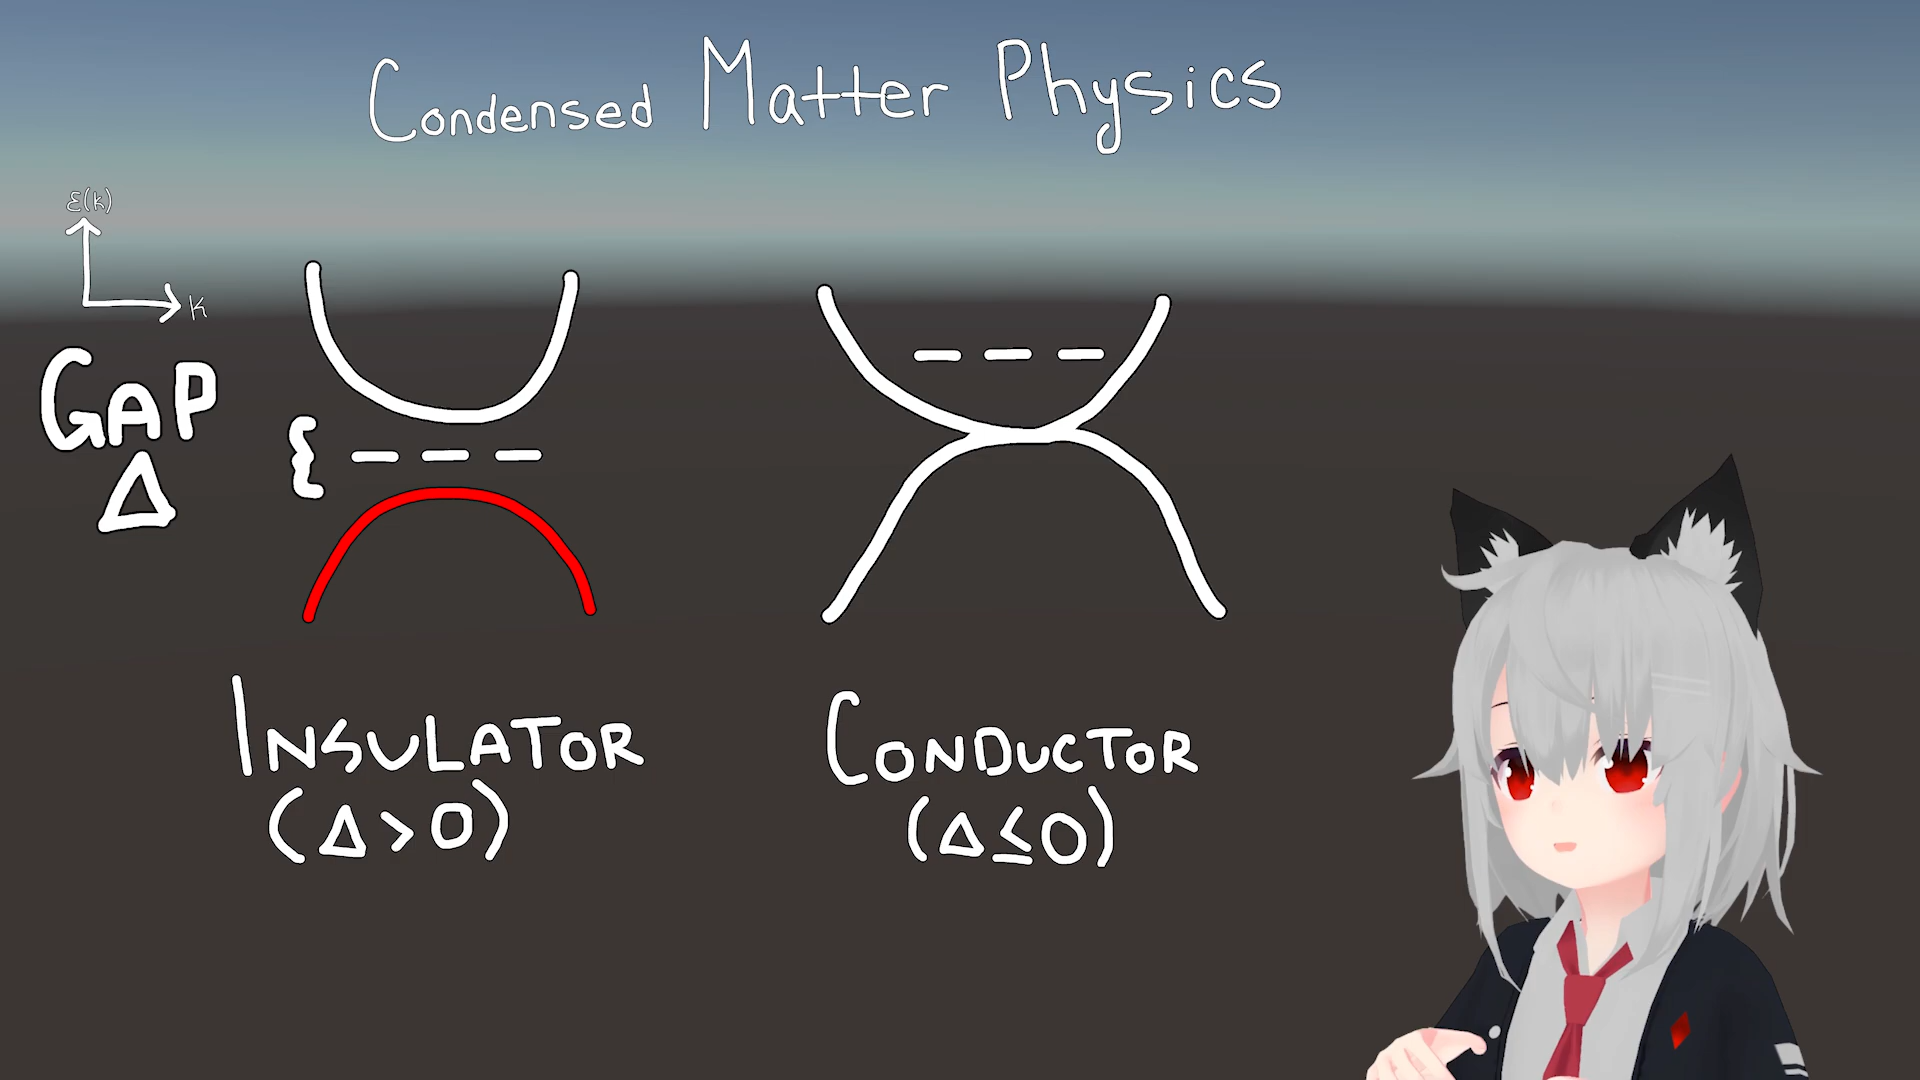 Condensed Matter Physics
ε(k)
k
GAP
Δ
INSULATOR
(Δ>0)
CONDUCTOR
(Δ≤0)